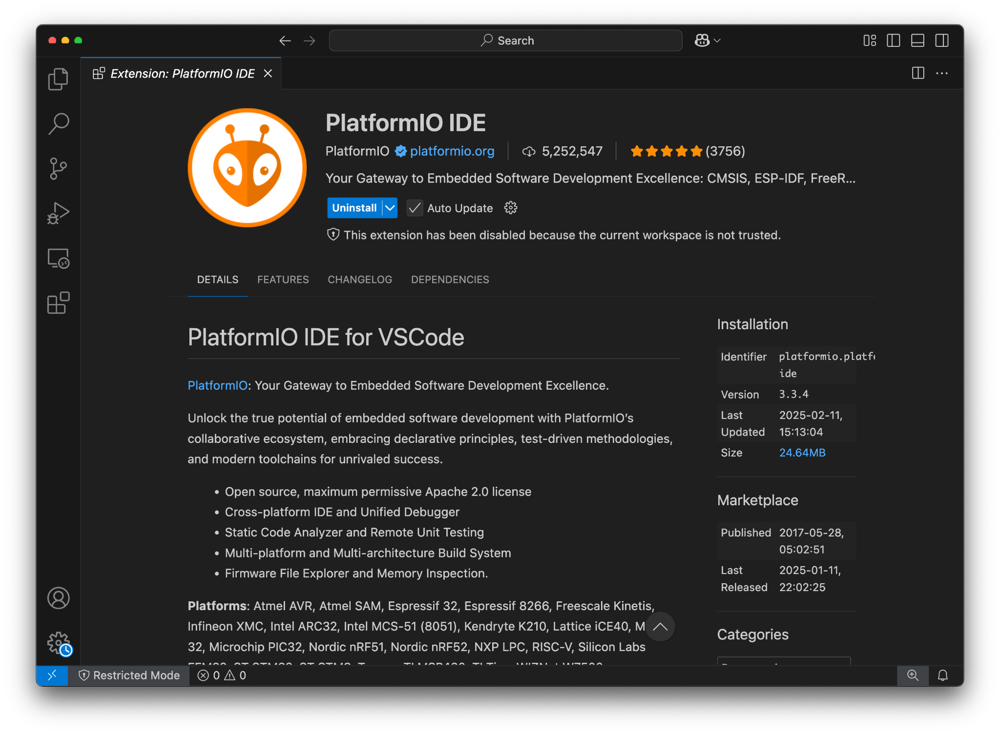 Search
Extension: PlatformIO IDE
PlatformIO IDE
PlatformIO platformio.org 5,252,547 (3756)
Your Gateway to Embedded Software Development Excellence: CMSIS, ESP-IDF, FreeR...
Uninstall Auto Update
This extension has been disabled because the current workspace is not trusted.
DETAILS FEATURES CHANGELOG DEPENDENCIES
PlatformIO IDE for VSCode
PlatformIO: Your Gateway to Embedded Software Development Excellence.
Unlock the true potential of embedded software development with PlatformIO’s
collaborative ecosystem, embracing declarative principles, test-driven methodologies,
and modern toolchains for unrivaled success.
• Open source, maximum permissive Apache 2.0 license
• Cross-platform IDE and Unified Debugger
• Static Code Analyzer and Remote Unit Testing
• Multi-platform and Multi-architecture Build System
• Firmware File Explorer and Memory Inspection.
Platforms: Atmel AVR, Atmel SAM, Espressif 32, Espressif 8266, Freescale Kinetis,
Infineon XMC, Intel ARC32, Intel MCS-51 (8051), Kendryte K210, Lattice iCE40, M
32, Microchip PIC32, Nordic nRF51, Nordic nRF52, NXP LPC, RISC-V, Silicon Labs
Installation
Identifier platformio.platf
ide
Version 3.3.4
Last 2025-02-11,
Updated 15:13:04
Size 24.64MB
Marketplace
Published 2017-05-28,
05:02:51
Last 2025-01-11,
Released 22:02:25
Categories
Restricted Mode 0 0